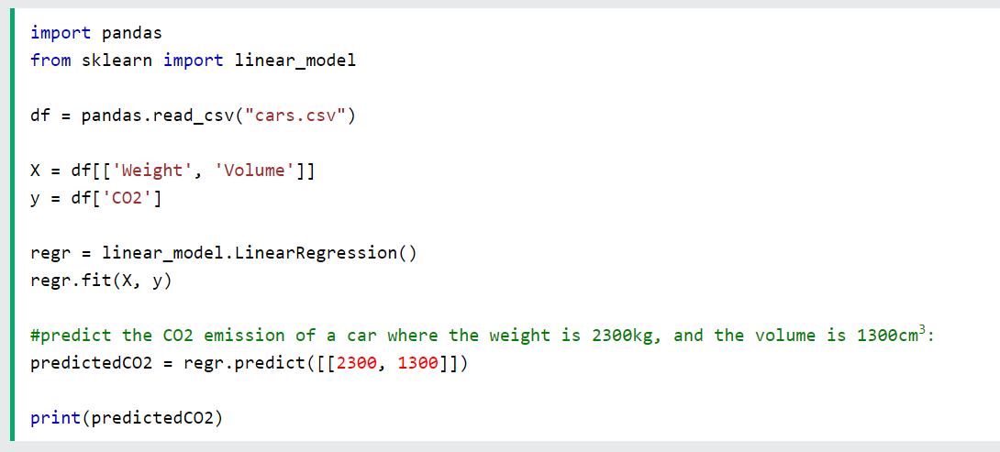 import pandas
from sklearn import linear_model
df = pandas.read_csv("cars.csv")
X = df[['Weight', 'Volume']]
y = df['CO2']
regr = linear_model.LinearRegression()
regr.fit(X, y)
#predict the CO2 emission of a car where the weight is 2300kg, and the volume is 1300cm³:
predictedCO2 = regr.predict([[2300, 1300]])
print(predictedCO2)